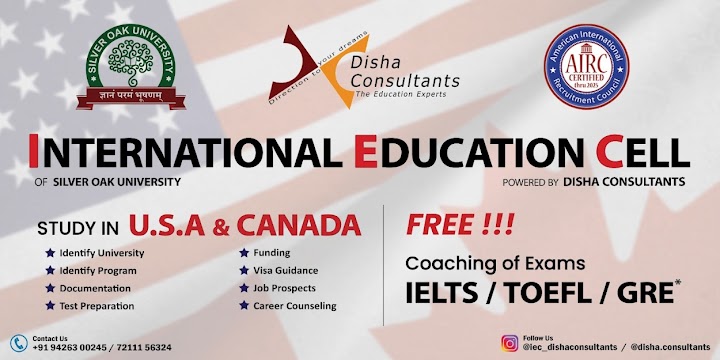 SILVER OAK UNIVERSITY
ज्ञानं परमं भूषणम्
Direction to your dreams
Disha
Consultants
The Education Experts
American International
AIRC
CERTIFIED
thru 2025
Recruitment Council
INTERNATIONAL EDUCATION CELL
OF SILVER OAK UNIVERSITY
POWERED BY DISHA CONSULTANTS
STUDY IN U.S.A & CANADA
Identify University
Identify Program
Documentation
Test Preparation
Funding
Visa Guidance
Job Prospects
Career Counseling
FREE !!!
Coaching of Exams
IELTS / TOEFL / GRE*
Contact Us
+91 94263 00245 / 72111 56324
Follow Us
@iec_dishaconsultants / @disha.consultants